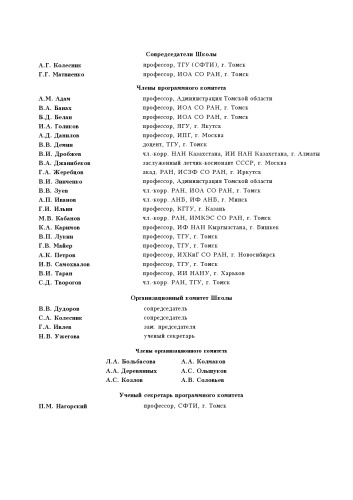 Сопредседатели Школы
А.Г. Колесник профессор, ТГУ (СФТИ), г. Томск
Г.Г. Матвиенко профессор, ИОА СО РАН, г. Томск
Члены программного комитета
А.М. Адам профессор, Администрация Томской области
В.А. Банах профессор, ИОА СО РАН, г. Томск
Б.Д. Белан профессор, ИОА СО РАН, г. Томск
И.А. Голиков профессор, ЯГУ, г. Якутск
А.Д. Данилов профессор, ИПГ, г. Москва
В.В. Демин доцент, ТГУ, г. Томск
В.И. Дробжев чл.-корр. НАН Казахстана, ИИ НАН Казахстана, г. Алматы
В.А. Джанибеков заслуженный летчик-космонавт СССР, г. Москва
Г.А. Жеребцов акад. РАН, ИСЗФ СО РАН, г. Иркутск
В.И. Зинченко профессор, Администрация Томской области
В.В. Зуев чл.-корр. РАН, ИОА СО РАН, г. Томск
А.П. Иванов чл.-корр. АНБ, ИФ АНБ, г. Минск
Г.И. Ильин профессор, КГТУ, г. Казань
М.В. Кабанов чл.-корр. РАН, ИМКЭС СО РАН, г. Томск
К.А. Каримов профессор, ИФ НАН Кыргызстана, г. Бишкек
В.П. Лукин профессор, ТГУ, г. Томск
Г.В. Майер профессор, ТГУ, г. Томск
А.К. Петров профессор, ИХКиГ СО РАН, г. Новосибирск
И.В. Самохвалов профессор, ТГУ, г. Томск
В.И. Таран профессор, ИИ НАНУ, г. Харьков
С.Д. Творогов чл.-корр. РАН, ТГУ, г. Томск
Организационный комитет Школы
В.В. Дудоров сопредседатель
С.А. Колесник сопредседатель
Г.А. Ивлев зам. председателя
Н.В. Ужегова ученый секретарь
Члены организационного комитета
Л.А. Большасова А.А. Колмаков
А.А. Деревянных А.С. Ольшуков
А.С. Козлов А.В. Соловьев
Ученый секретарь программного комитета
П.М. Нагорский профессор, СФТИ, г. Томск